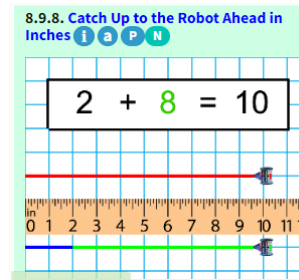 8.9.8. Catch Up to the Robot Ahead in
Inches i a P N
2 + 8 = 10
in
0 1 2 3 4 5 6 7 8 9 10 11